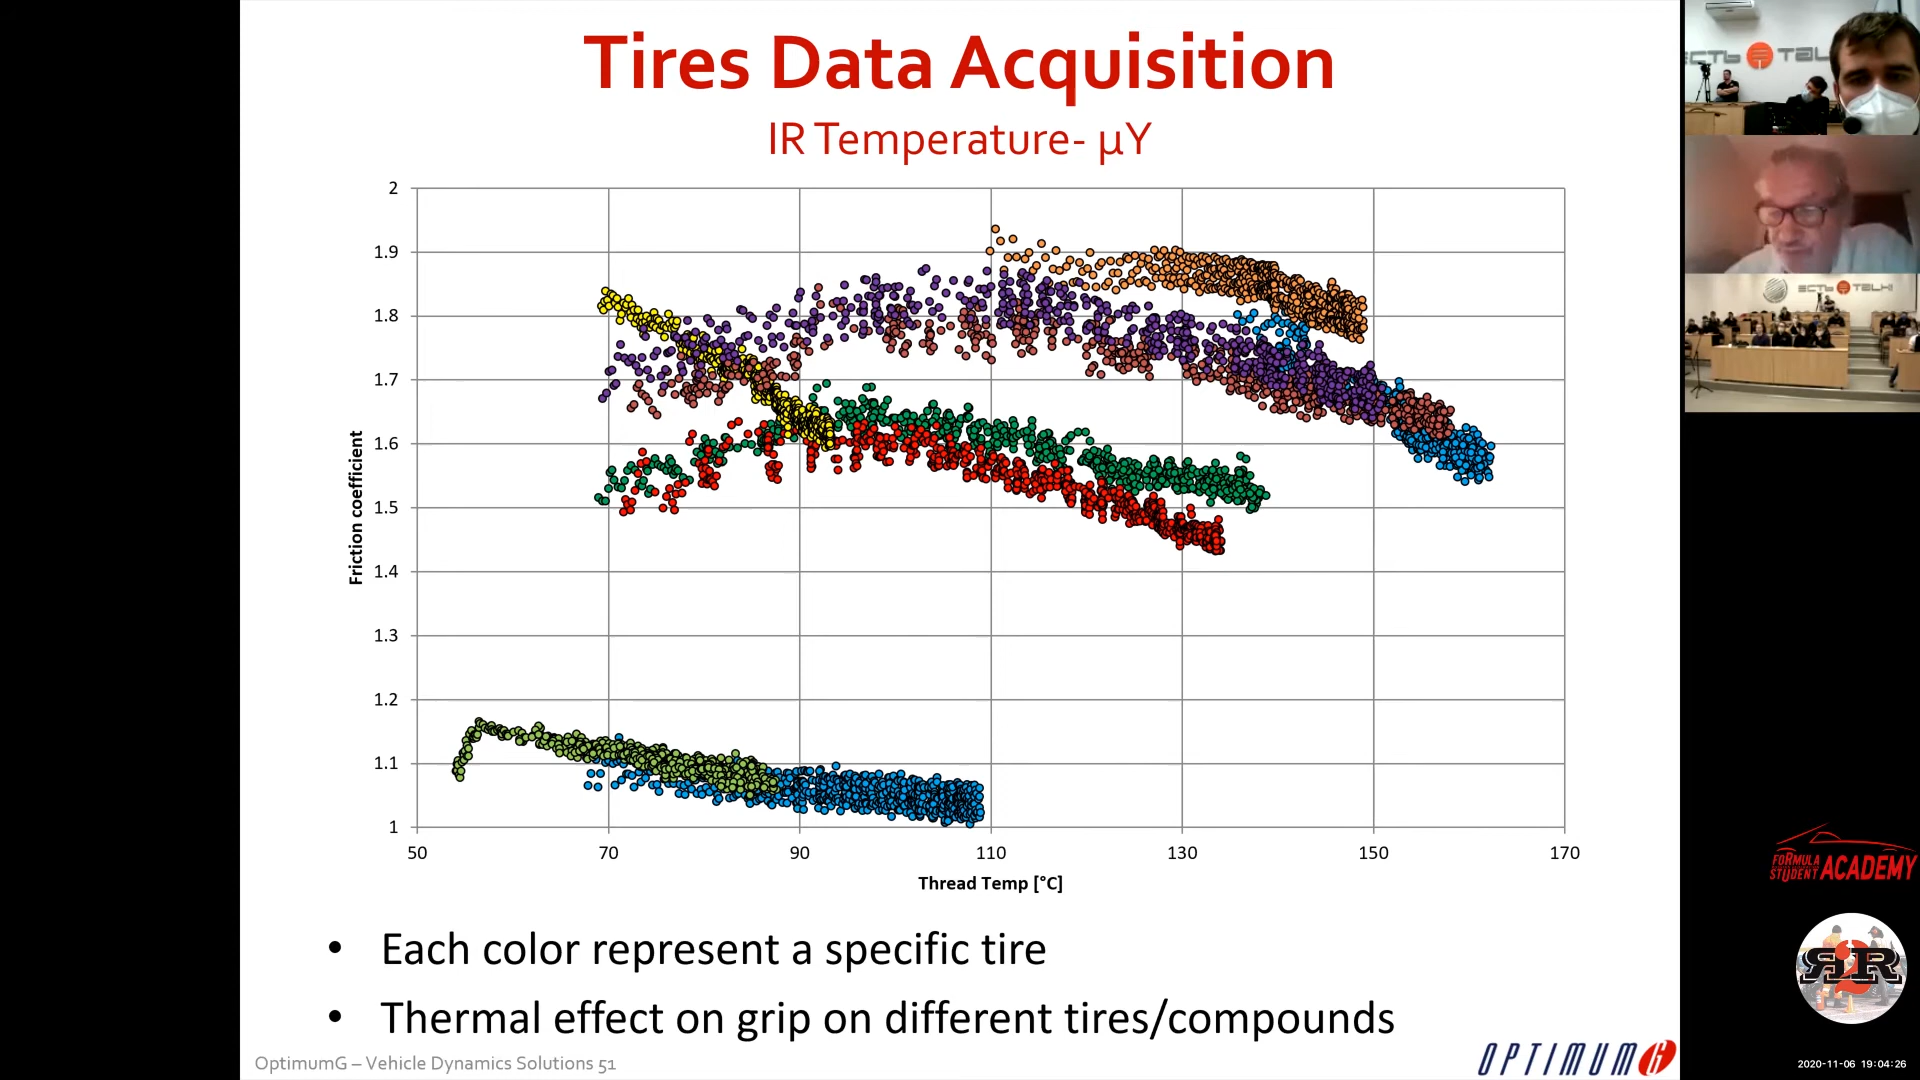 Tires Data Acquisition
IR Temperature- µY
2
1.9
1.8
1.7
1.6
1.5
1.4
1.3
1.2
1.1
1
Friction coefficient
50 70 90 110 130 150 170
Thread Temp [°C]
• Each color represent a specific tire
• Thermal effect on grip on different tires/compounds
OptimumG – Vehicle Dynamics Solutions 51
OPTIMUMG
ЕСТЬ TALK!
FORMULA STUDENT ACADEMY
2020-11-06 19:04:26